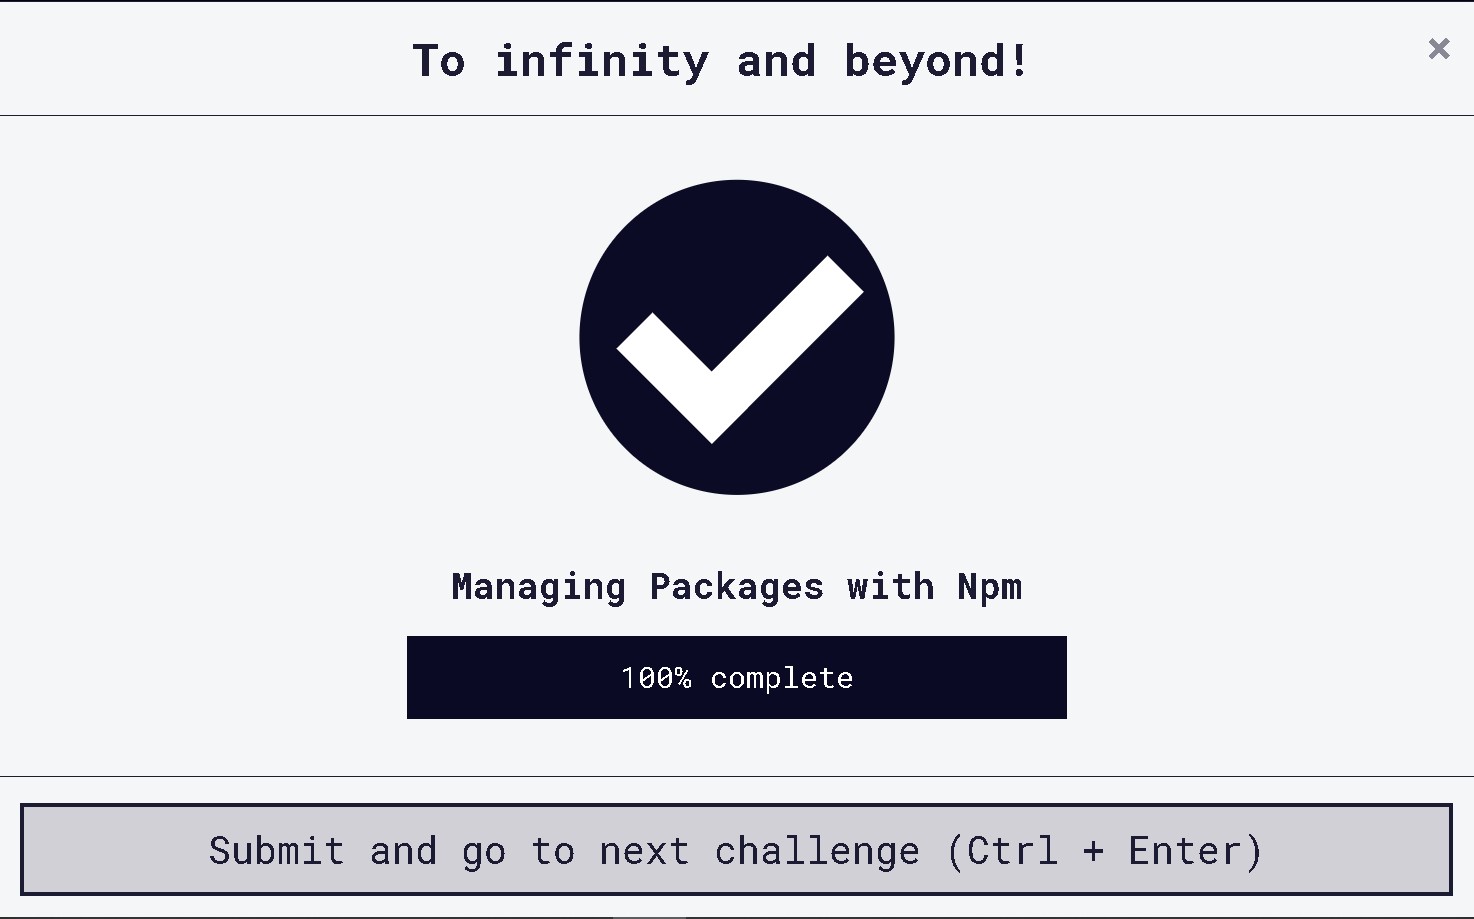 To infinity and beyond!
×
Managing Packages with Npm
100% complete
Submit and go to next challenge (Ctrl + Enter)